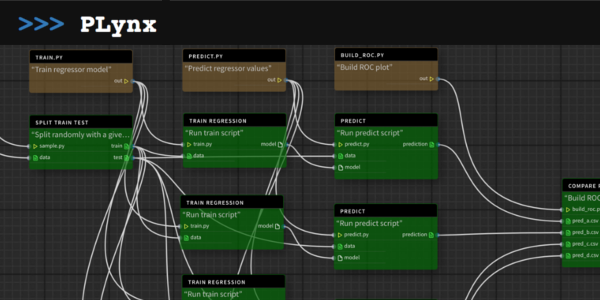 >>> PLynx
TRAIN.PY
"Train regressor model"
out
PREDICT.PY
"Predict regressor values"
out
BUILD_ROC.PY
"Build ROC plot"
out
SPLIT TRAIN TEST
"Split randomly with a give...
sample.py train
data test
TRAIN REGRESSION
"Run train script"
train.py model
data
PREDICT
"Run predict script"
predict.py prediction
data
model
TRAIN REGRESSION
"Run train script"
train.py model
data
PREDICT
"Run predict script"
predict.py prediction
data
model
COMPARE
"Build ROC
build_roc.p
pred_a.csv
pred_b.csv
pred_c.csv
pred_d.csv
TRAIN REGRESSION
"Run train script"